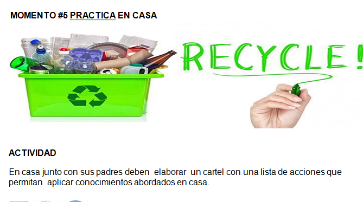 MOMENTO #5 PRACTICA EN CASA
RECYCLE!
ACTIVIDAD
En casa junto con sus padres deben elaborar un cartel con una lista de acciones que
permitan aplicar conocimientos abordados en casa.